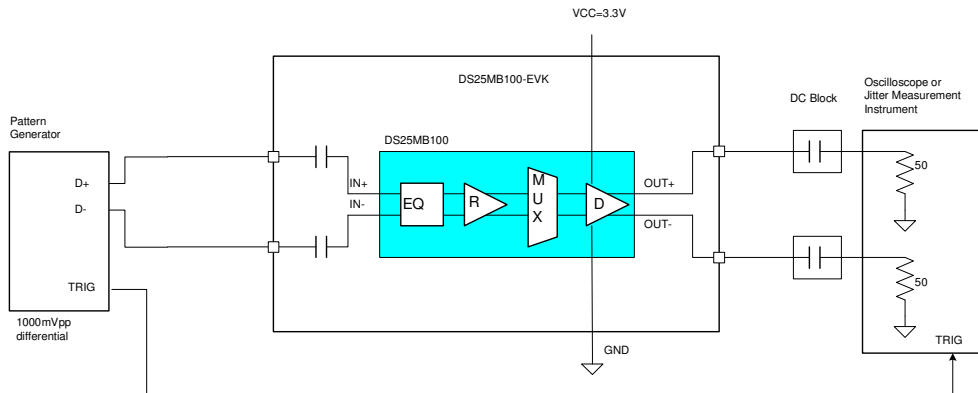 VCC=3.3V
DS25MB100-EVK
Oscilloscope or
Jitter Measurement
Instrument
DC Block
Pattern
Generator
DS25MB100
D+
D-
TRIG
1000mVpp
differential
IN+
IN-
EQ
R
M
U
X
D
OUT+
OUT-
50
50
TRIG
GND